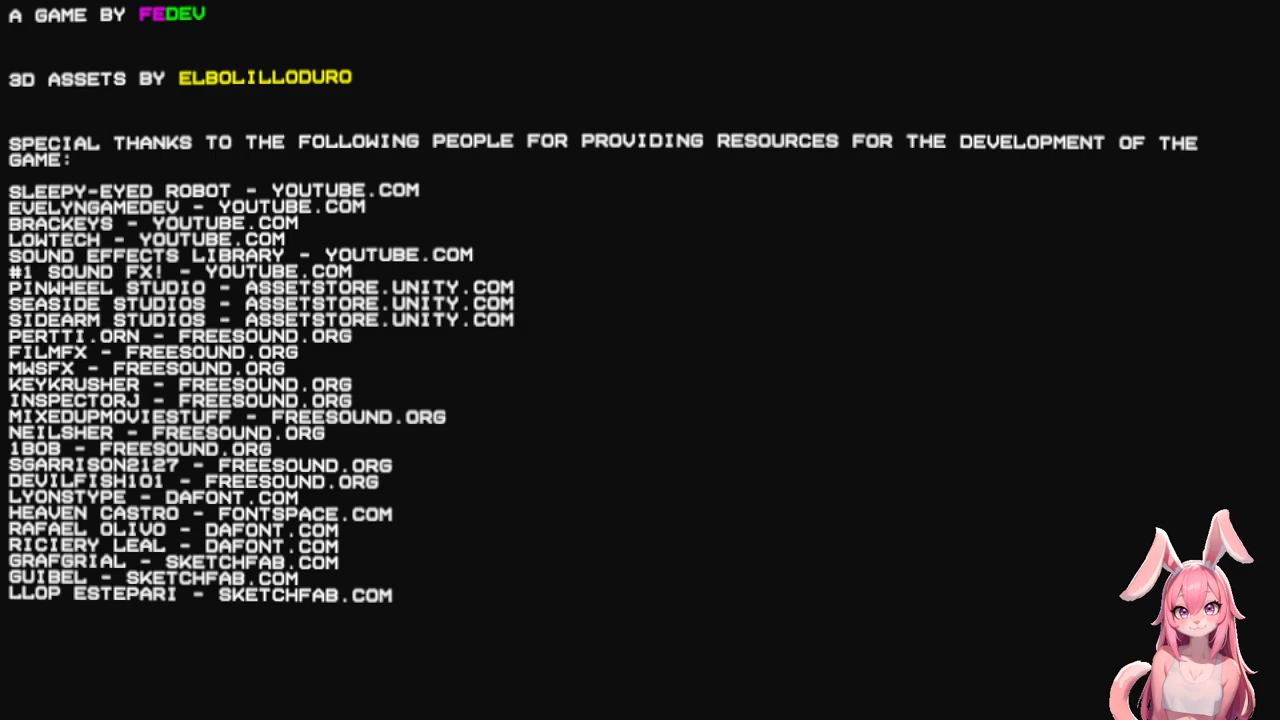 A GAME BY FEDEV
3D ASSETS BY ELBOLILLODURO
SPECIAL THANKS TO THE FOLLOWING PEOPLE FOR PROVIDING RESOURCES FOR THE DEVELOPMENT OF THE
GAME:
SLEEPY-EYED ROBOT - YOUTUBE.COM
EVELYNGAMEDEV - YOUTUBE.COM
BRACKEYS - YOUTUBE.COM
LOWTECH - YOUTUBE.COM
SOUND EFFECTS LIBRARY - YOUTUBE.COM
#1 SOUND FX! - YOUTUBE.COM
PINWHEEL STUDIO - ASSETSTORE.UNITY.COM
SEASIDE STUDIOS - ASSETSTORE.UNITY.COM
SIDEARM STUDIOS - ASSETSTORE.UNITY.COM
PERTTI.ORN - FREESOUND.ORG
FILMFX - FREESOUND.ORG
MWSFX - FREESOUND.ORG
KEYKRUSHER - FREESOUND.ORG
INSPECTORJ - FREESOUND.ORG
MIXEDUPMOVIESTUFF - FREESOUND.ORG
NEILSHER - FREESOUND.ORG
1BOB - FREESOUND.ORG
SGARRISON2127 - FREESOUND.ORG
DEVILFISH101 - FREESOUND.ORG
LYONSTYPE - DAFONT.COM
HEAVEN CASTRO - FONTSPACE.COM
RAFAEL OLIVO - DAFONT.COM
RICIERY LEAL - DAFONT.COM
GRAFGRIAL - SKETCHFAB.COM
GUIBEL - SKETCHFAB.COM
LLOP ESTEPARI - SKETCHFAB.COM